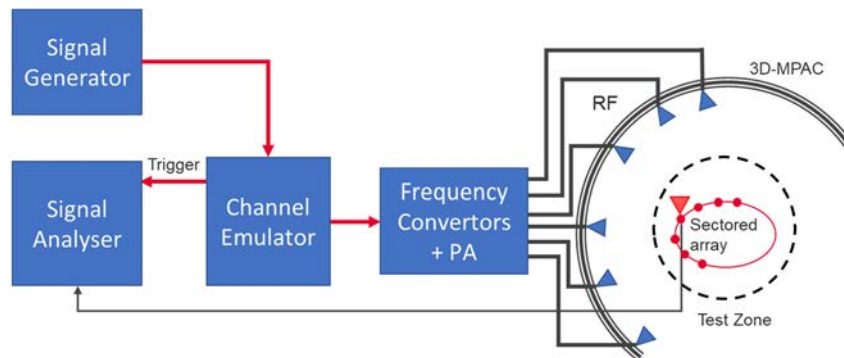 Signal
Generator
Trigger
Signal
Analyser
Channel
Emulator
Frequency
Convertors
+ PA
RF
3D-MPAC
Sectored
array
Test Zone